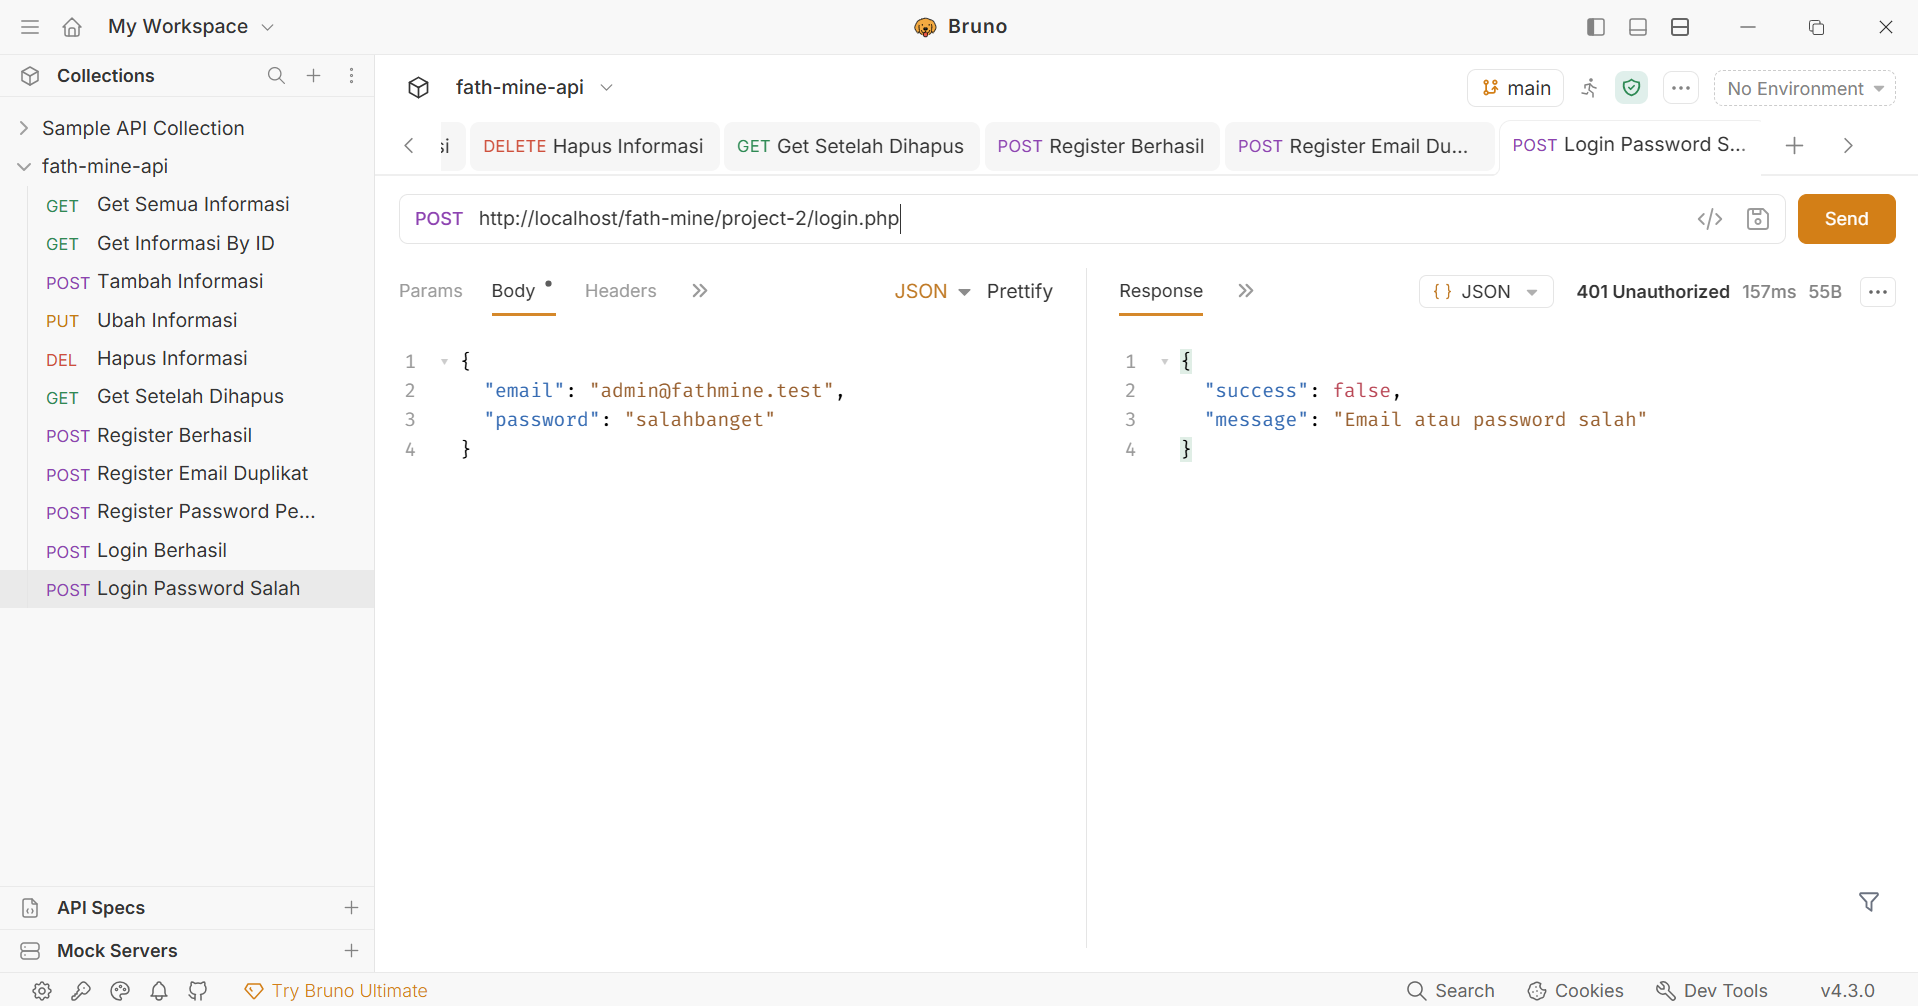 My Workspace
Bruno
Collections
Sample API Collection
fath-mine-api
GET Get Semua Informasi
GET Get Informasi By ID
POST Tambah Informasi
PUT Ubah Informasi
DEL Hapus Informasi
GET Get Setelah Dihapus
POST Register Berhasil
POST Register Email Duplikat
POST Register Password Pe...
POST Login Berhasil
POST Login Password Salah
API Specs
Mock Servers
fath-mine-api
main
No Environment
si
DELETE Hapus Informasi
GET Get Setelah Dihapus
POST Register Berhasil
POST Register Email Du...
POST Login Password S...
POST http://localhost/fath-mine/project-2/login.php
</>
Send
Params
Body
Headers
JSON
Prettify
1 {
2 "email": "admin@fathmine.test",
3 "password": "salahbanget"
4 }
Response
{ } JSON
401 Unauthorized 157ms 55B
1 {
2 "success": false,
3 "message": "Email atau password salah"
4 }
Try Bruno Ultimate
Search
Cookies
Dev Tools
v4.3.0